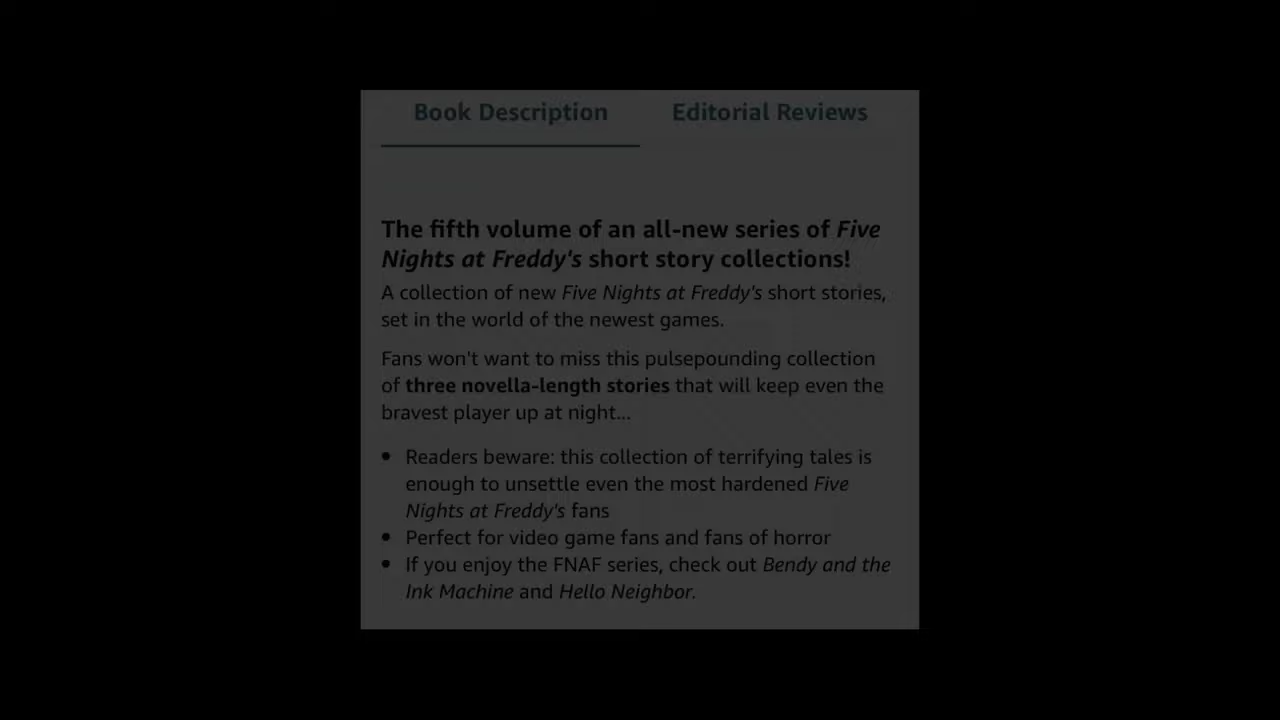 Book Description Editorial Reviews
The fifth volume of an all-new series of Five
Nights at Freddy's short story collections!
A collection of new Five Nights at Freddy's short stories,
set in the world of the newest games.
Fans won't want to miss this pulsepounding collection
of three novella-length stories that will keep even the
bravest player up at night...
• Readers beware: this collection of terrifying tales is
enough to unsettle even the most hardened Five
Nights at Freddy's fans
• Perfect for video game fans and fans of horror
• If you enjoy the FNAF series, check out Bendy and the
Ink Machine and Hello Neighbor.